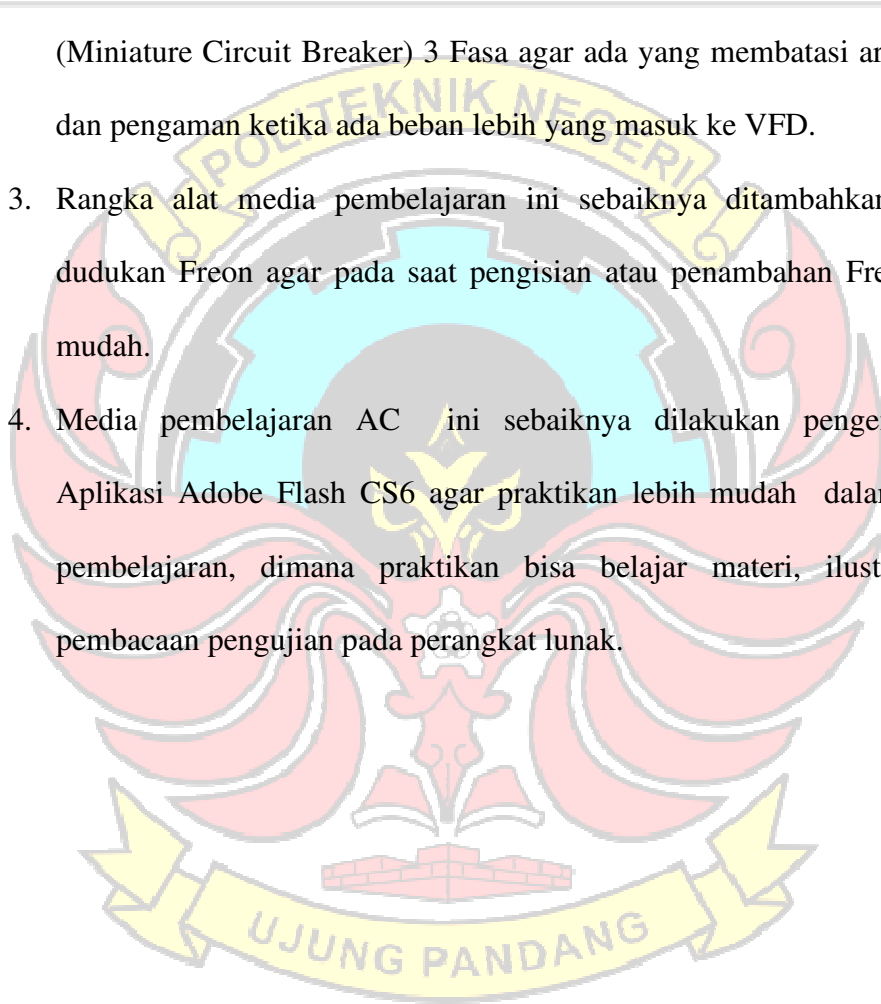 (Miniature Circuit Breaker) 3 Fasa agar ada yang membatasi
dan pengaman ketika ada beban lebih yang masuk ke VFD.
3. Rangka alat media pembelajaran ini sebaiknya ditambahkan
dudukan Freon agar pada saat pengisian atau penambahan
mudah.
4. Media pembelajaran AC ini sebaiknya dilakukan
Aplikasi Adobe Flash CS6 agar praktikan lebih mudah
pembelajaran, dimana praktikan bisa belajar materi,
pembacaan pengujian pada perangkat lunak.
POLITEKNIK NEGERI
UJUNG PANDANG